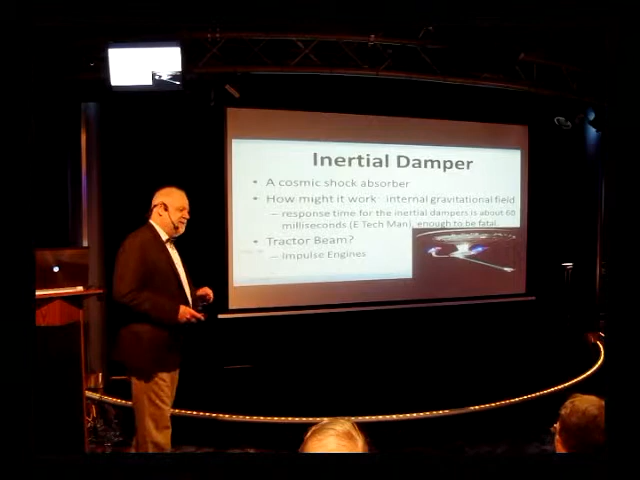 Inertial Damper
• A cosmic shock absorber
• How might it work: internal gravitational field
– response time for the inertial dampers is about 60
milliseconds (E Tech Man), enough to be fatal.
• Tractor Beam?
– Impulse Engines